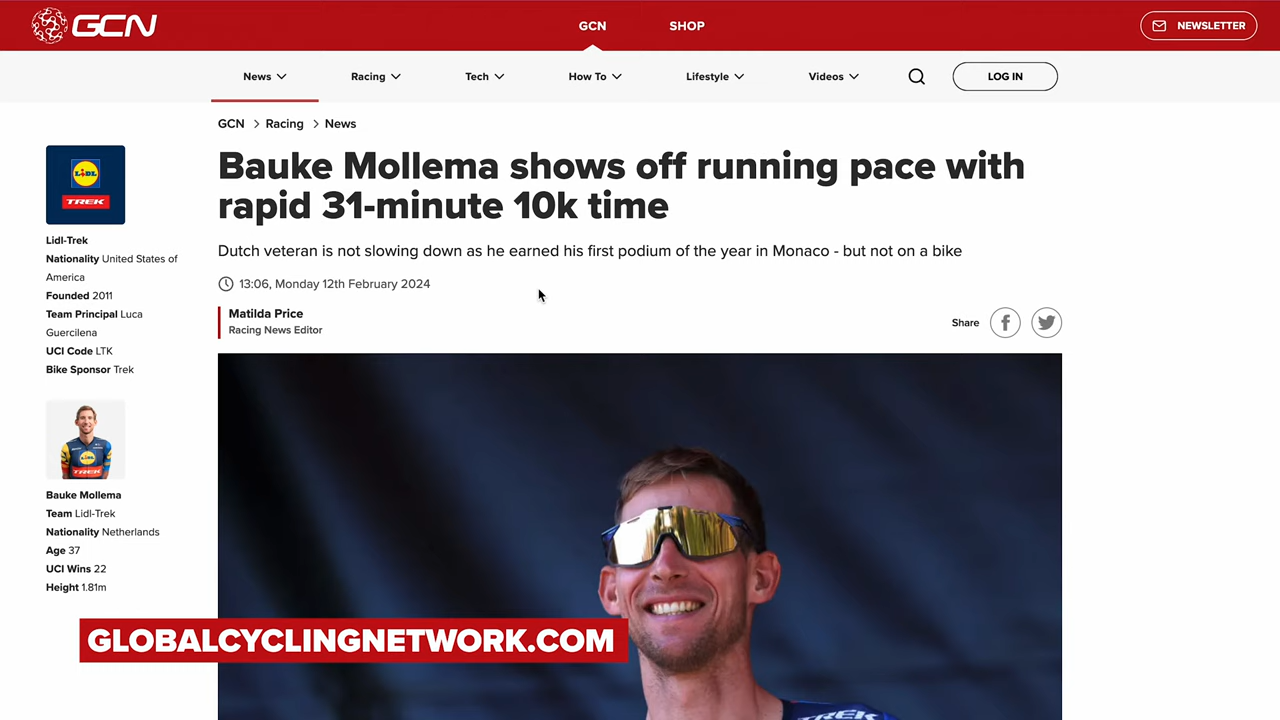 GCN
GCN
SHOP
NEWSLETTER
News
Racing
Tech
How To
Lifestyle
Videos
LOG IN
GCN > Racing > News
Bauke Mollema shows off running pace with
rapid 31-minute 10k time
Dutch veteran is not slowing down as he earned his first podium of the year in Monaco - but not on a bike
13:06, Monday 12th February 2024
Matilda Price
Racing News Editor
Share
LIDL
TREK
Lidl-Trek
Nationality United States of
America
Founded 2011
Team Principal Luca
Guercilena
UCI Code LTK
Bike Sponsor Trek
LIDL
TREK
Bauke Mollema
Team Lidl-Trek
Nationality Netherlands
Age 37
UCI Wins 22
Height 1.81m
TREK
GLOBALCYCLINGNETWORK.COM